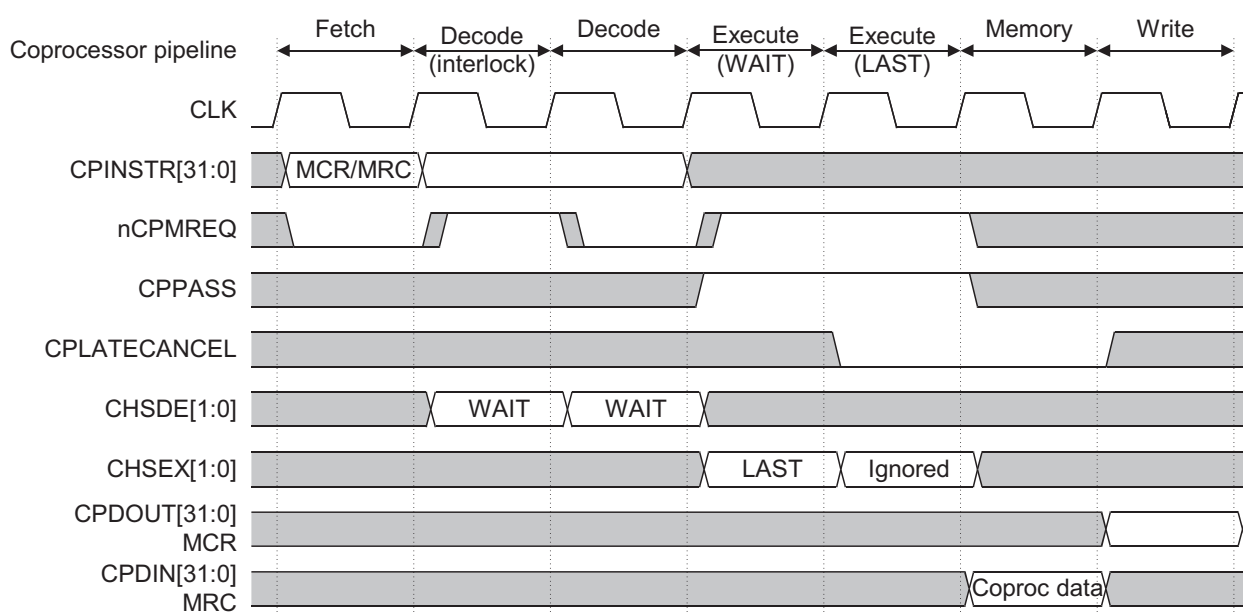 Coprocessor pipeline
Fetch
Decode
(interlock)
Decode
Execute
(WAIT)
Execute
(LAST)
Memory
Write
CLK
CPINSTR[31:0]
MCR/MRC
nCPMREQ
CPPASS
CPLATECANCEL
CHSDE[1:0]
WAIT
WAIT
CHSEX[1:0]
LAST
Ignored
CPDOUT[31:0]
MCR
CPDIN[31:0]
MRC
Coproc data